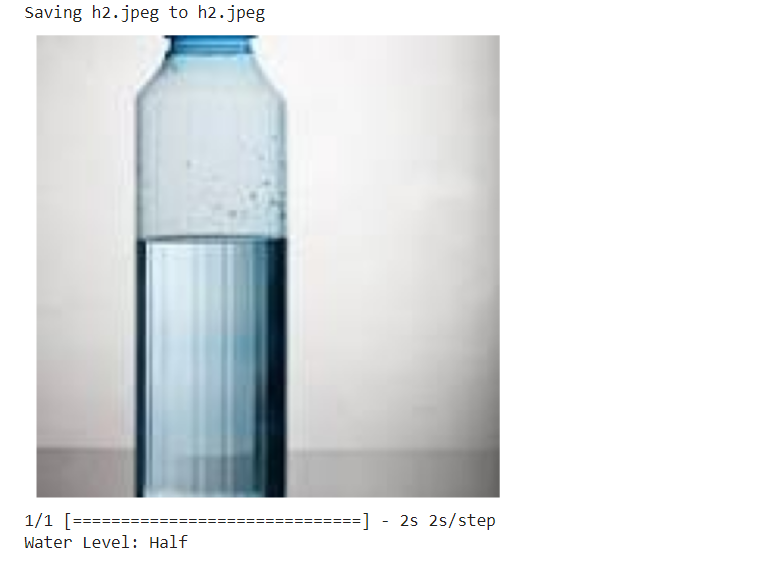 Saving h2.jpeg to h2.jpeg
1/1 [==============================] - 2s 2s/step
Water Level: Half